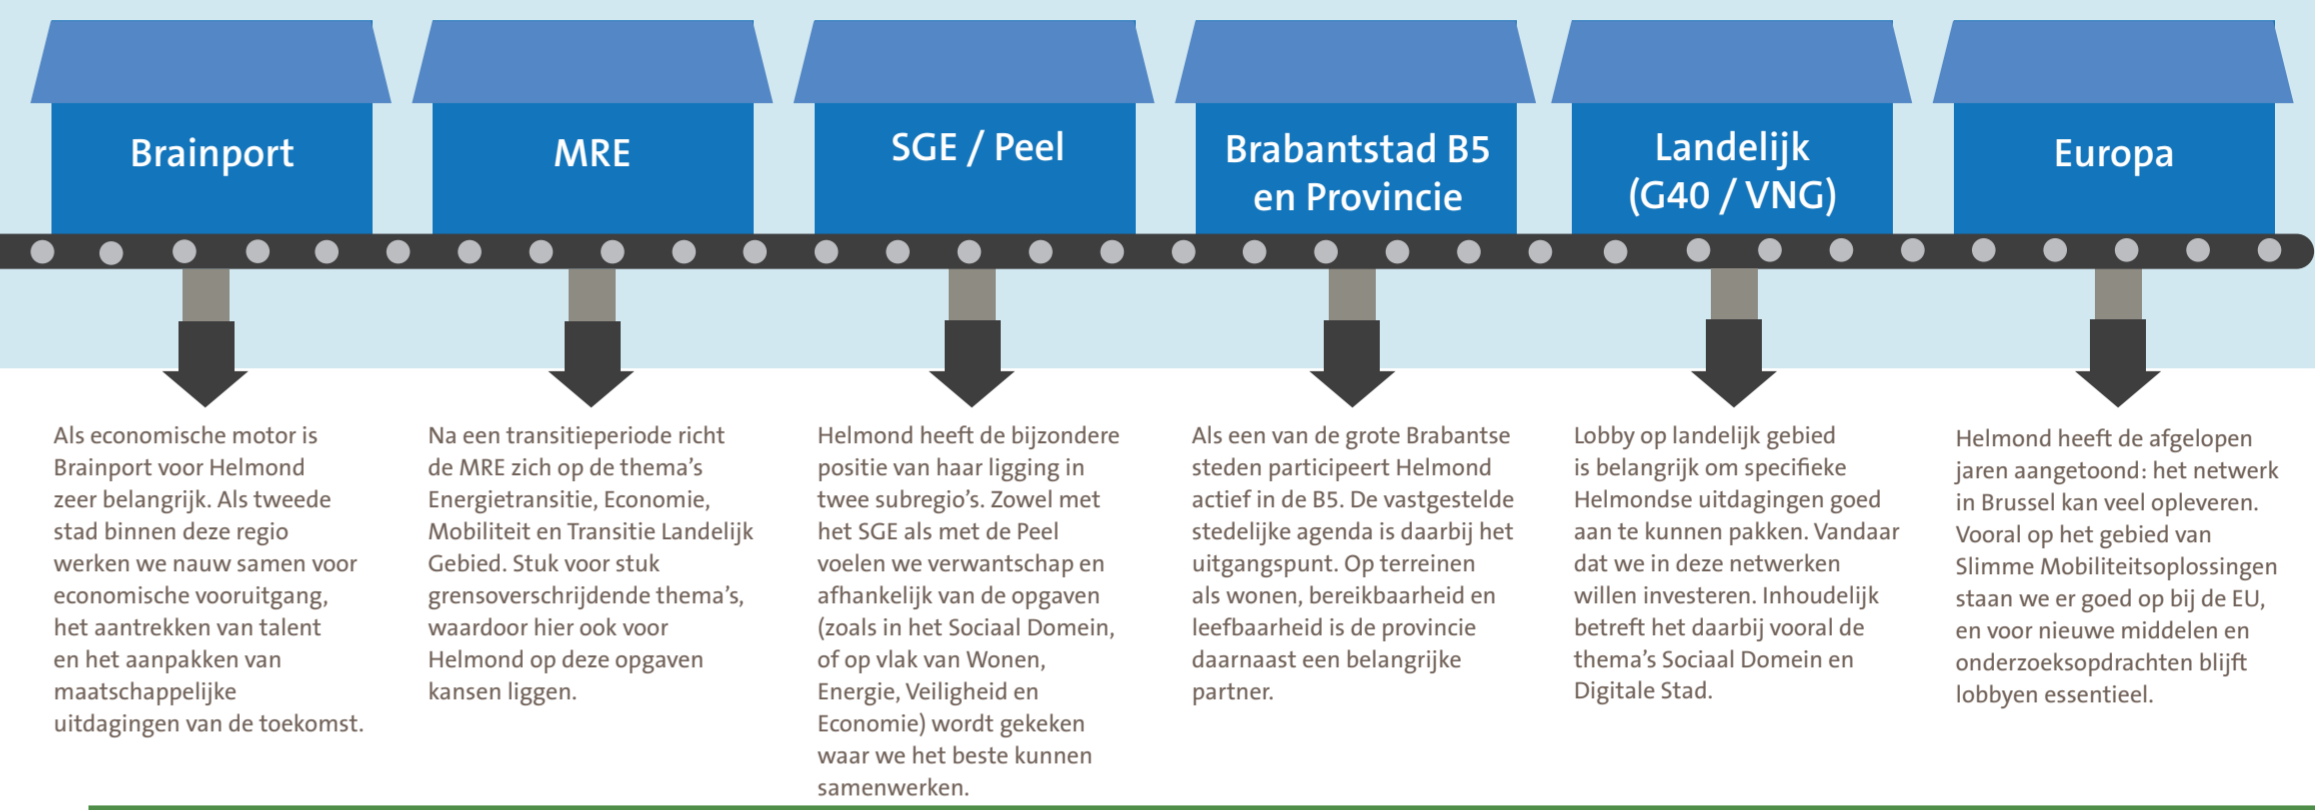 Brainport
MRE
SGE / Peel
Brabantstad B5
en Provincie
Landelijk
(G40 / VNG)
Europa
Als economische motor is
Brainport voor Helmond
zeer belangrijk. Als tweede
stad binnen deze regio
werken we nauw samen voor
economische vooruitgang,
het aantrekken van talent
en het aanpakken van
maatschappelijke
uitdagingen van de toekomst.
Na een transitieperiode richt
de MRE zich op de thema's
Energietransitie, Economie,
Mobiliteit en Transitie Landelijk
Gebied. Stuk voor stuk
grensoverschrijdende thema's,
waardoor hier ook voor
Helmond op deze opgaven
kansen liggen.
Helmond heeft de bijzondere
positie van haar ligging in
twee subregio's. Zowel met
het SGE als met de Peel
voelen we verwantschap en
afhankelijk van de opgaven
(zoals in het Sociaal Domein,
of op vlak van Wonen,
Energie, Veiligheid en
Economie) wordt gekeken
waar we het beste kunnen
samenwerken.
Als een van de grote Brabantse
steden participeert Helmond
actief in de B5. De vastgestelde
stedelijke agenda is daarbij het
uitgangspunt. Op terreinen
als wonen, bereikbaarheid en
leefbaarheid is de provincie
daarnaast een belangrijke
partner.
Lobby op landelijk gebied
is belangrijk om specifieke
Helmondse uitdagingen goed
aan te kunnen pakken. Vandaar
dat we in deze netwerken
willen investeren. Inhoudelijk
betreft het daarbij vooral de
thema's Sociaal Domein en
Digitale Stad.
Helmond heeft de afgelopen
jaren aangetoond: het netwerk
in Brussel kan veel opleveren.
Vooral op het gebied van
Slimme Mobiliteitsoplossingen
staan we er goed op bij de EU,
en voor nieuwe middelen en
onderzoeksopdrachten blijft
lobbyen essentieel.